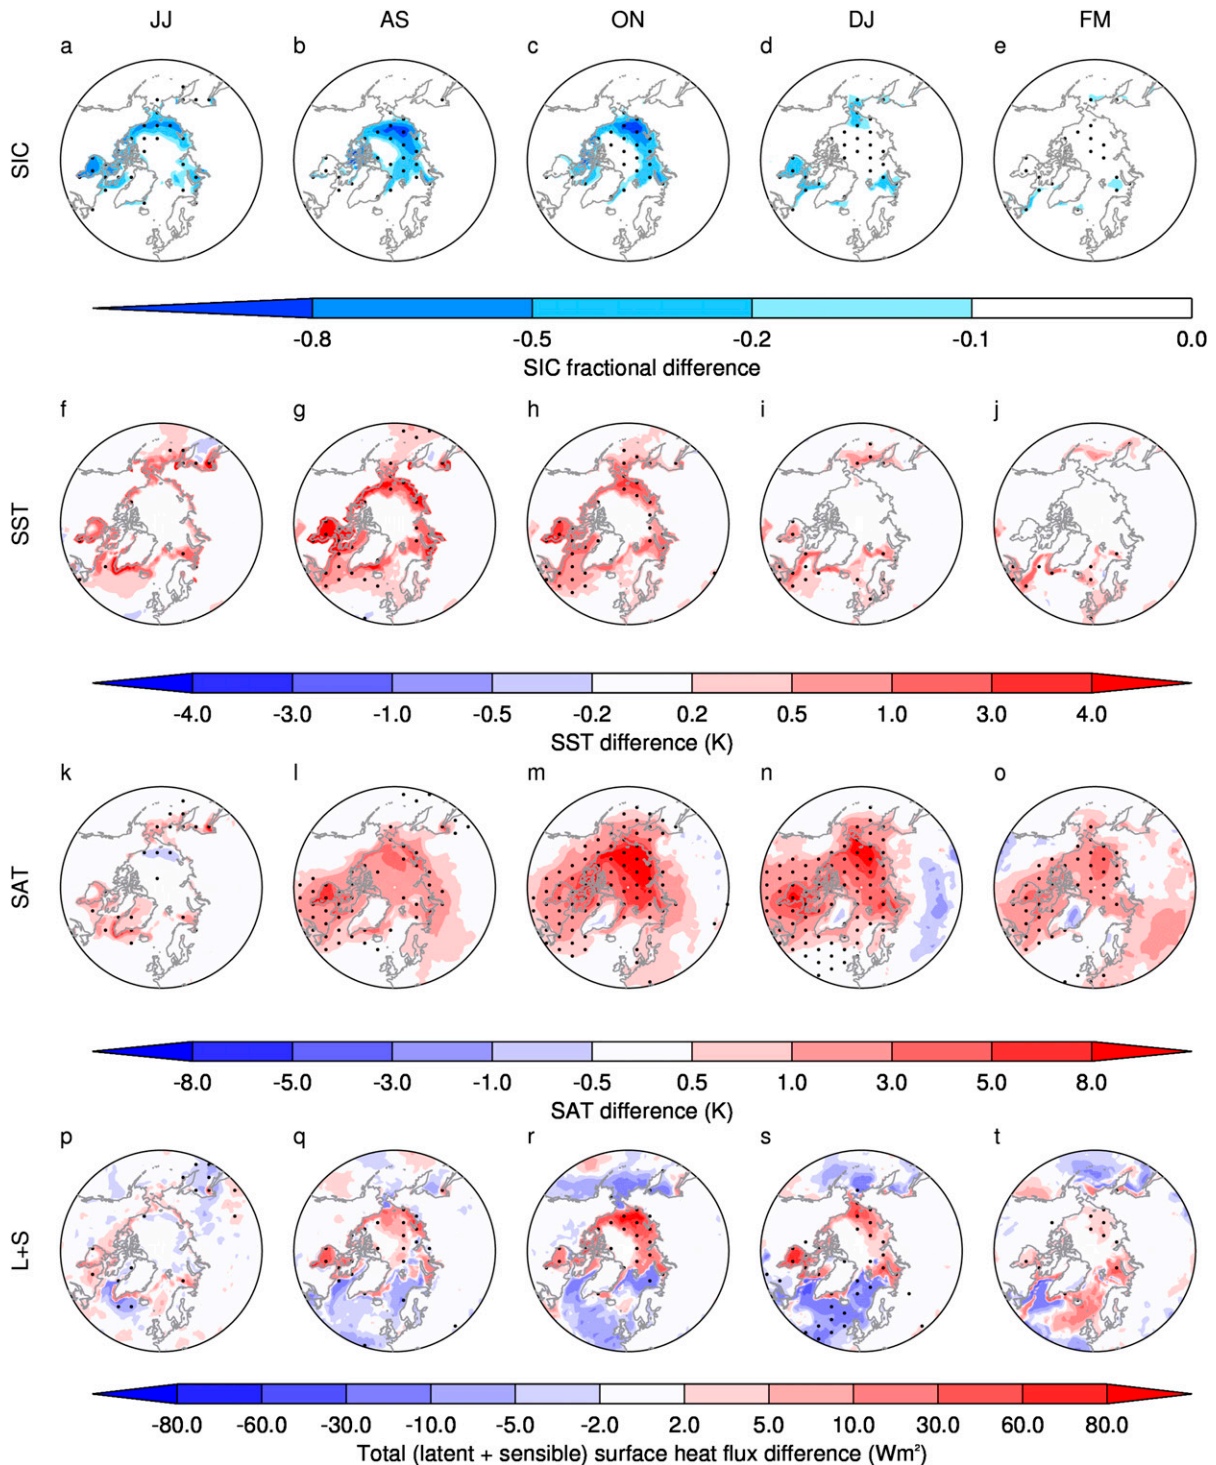 JJ AS ON DJ FM
a b c d e
SIC
-0.8 -0.5 -0.2 -0.1 0.0
SIC fractional difference
f g h i j
SST
-4.0 -3.0 -1.0 -0.5 -0.2 0.2 0.5 1.0 3.0 4.0
SST difference (K)
k l m n o
SAT
-8.0 -5.0 -3.0 -1.0 -0.5 0.5 1.0 3.0 5.0 8.0
SAT difference (K)
p q r s t
L+S
-80.0 -60.0 -30.0 -10.0 -5.0 -2.0 2.0 5.0 10.0 30.0 60.0 80.0
Total (latent + sensible) surface heat flux difference (Wm²)